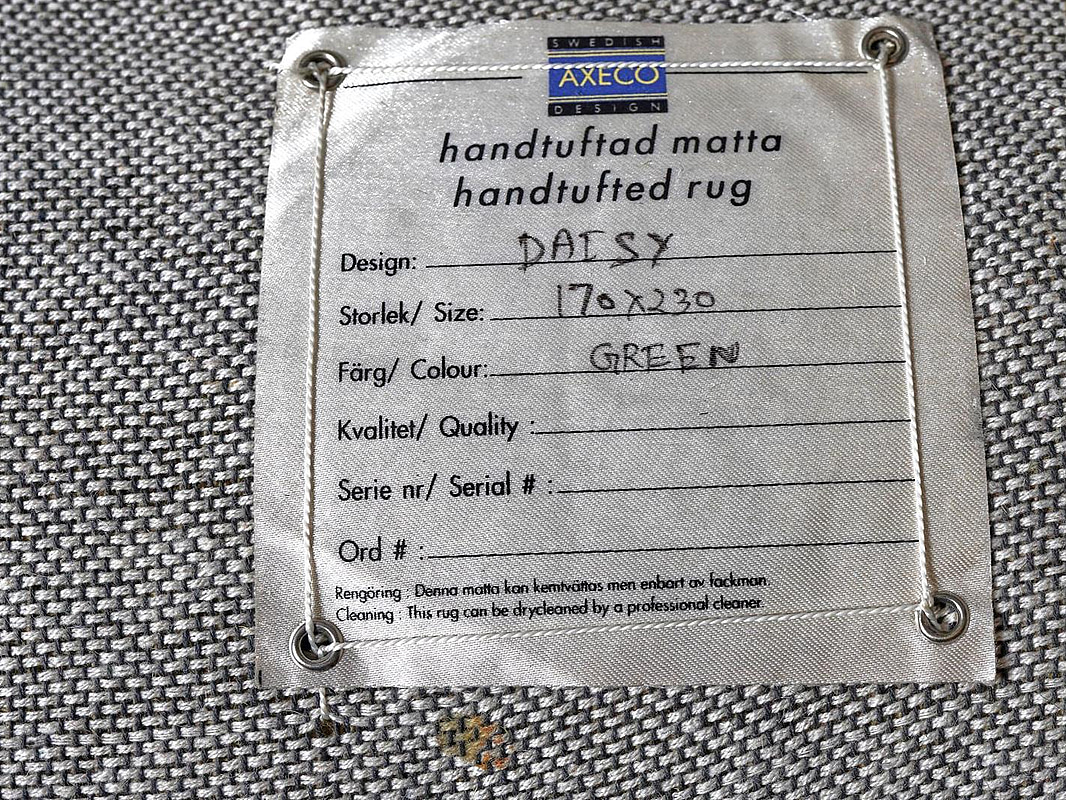 SWEDISH
AXECO
DESIGN
handtuftad matta
handtufted rug
Design: DAISY
Storlek/ Size: 170X230
Färg/ Colour: GREEN
Kvalitet/ Quality :
Serie nr/ Serial # :
Ord # :
Rengöring : Denna matta kan kemtvättas men enbart av fackman.
Cleaning : This rug can be drycleaned by a professional cleaner.